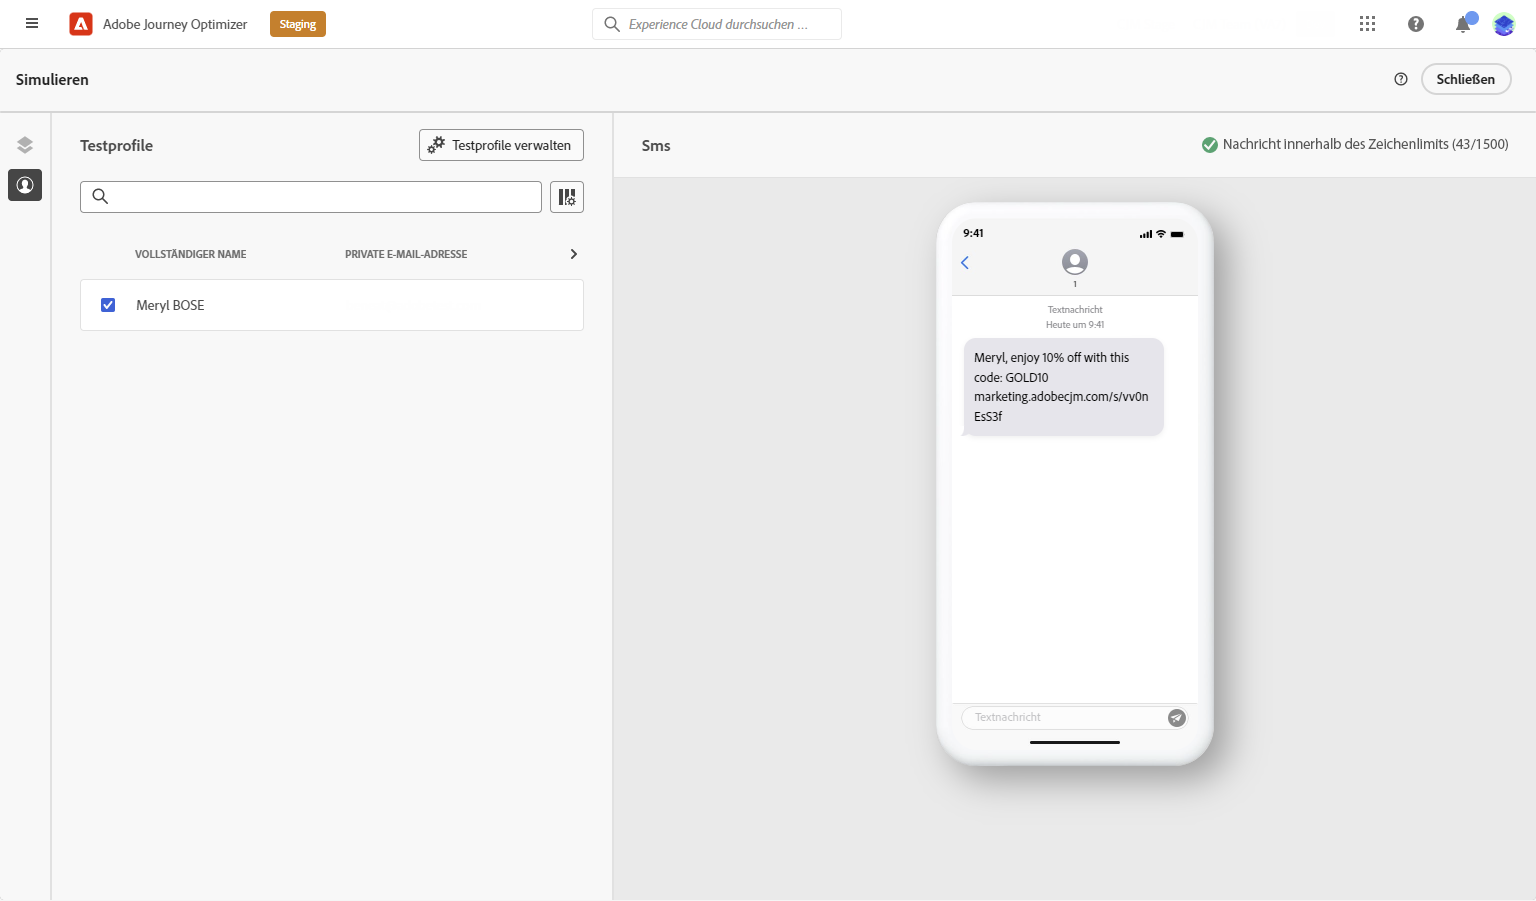 Adobe Journey Optimizer
Staging
Experience Cloud durchsuchen ...
Simulieren
Schließen
Testprofile
Testprofile verwalten
VOLLSTÄNDIGER NAME
PRIVATE E-MAIL-ADRESSE
Meryl BOSE
Sms
Nachricht innerhalb des Zeichenlimits (43/1500)
9:41
1
Textnachricht
Heute um 9:41
Meryl, enjoy 10% off with this
code: GOLD10
marketing.adobecjm.com/s/vv0n
EsS3f
Textnachricht